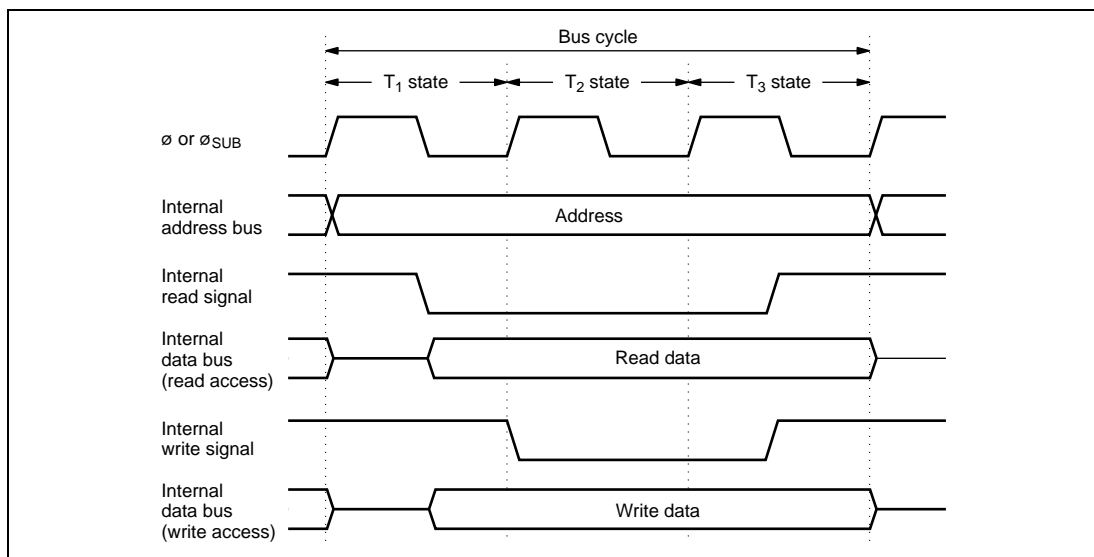 Bus cycle
T1 state
T2 state
T3 state
ø or øSUB
Internal
address bus
Address
Internal
read signal
Internal
data bus
(read access)
Read data
Internal
write signal
Internal
data bus
(write access)
Write data